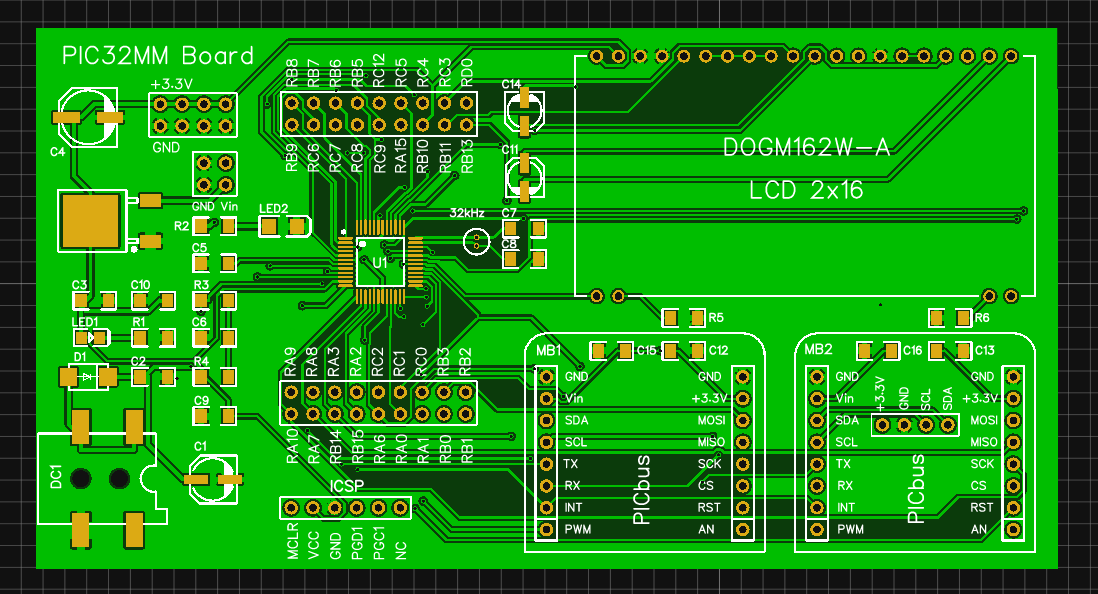 PIC32MM Board
+3.3V
GND
C4
GND Vin
R2
LED2
C5
C3
C10
R3
LED1
R1
C6
D1
C2
R4
C9
DC1
C1
RB8
RB7
RB6
RB5
RC12
RC5
RC4
RC3
RD0
RB9
RC6
RC7
RC8
RC9
RA15
RB10
RB11
RB13
C14
C11
32kHz
C7
C8
U1
DOGM162W-A
LCD 2x16
R5
R6
RA9
RA8
RA3
RA2
RC2
RC1
RC0
RB3
RB2
RA10
RA7
RB14
RB15
RA6
RA0
RA1
RB0
RB1
ICSP
MCLR
VCC
GND
PGD1
PGC1
NC
MB1
C15
C12
GND
Vin
SDA
SCL
TX
RX
INT
PWM
PICbus
GND
+3.3V
MOSI
MISO
SCK
CS
RST
AN
MB2
C16
C13
GND
Vin
SDA
SCL
TX
RX
INT
PWM
+3.3V
GND
SCL
SDA
PICbus
GND
+3.3V
MOSI
MISO
SCK
CS
RST
AN